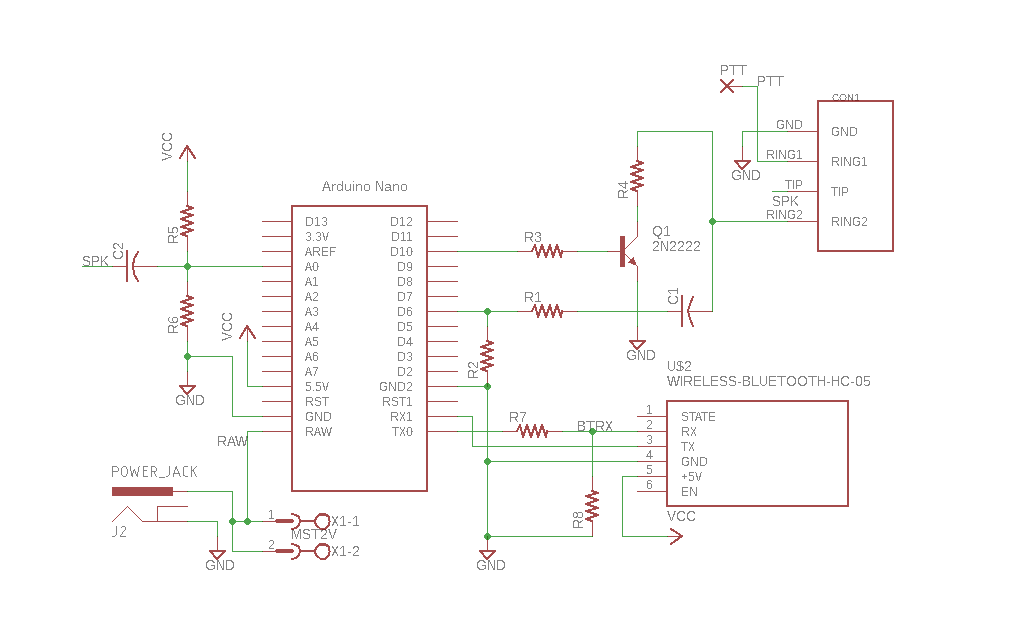 PTT
PTT
CON1
GND
GND
RING1
RING1
GND
TIP
TIP
SPK
RING2
RING2
VCC
R5
C2
SPK
R6
GND
VCC
Arduino Nano
D13
3.3V
AREF
A0
A1
A2
A3
A4
A5
A6
A7
5.5V
RST
GND
RAW
D12
D11
D10
D9
D8
D7
D6
D5
D4
D3
D2
GND2
RST1
RX1
TX0
R4
R3
Q1
2N2222
R1
C1
R2
GND
U$2
WIRELESS-BLUETOOTH-HC-05
1 STATE
2 RX
3 TX
4 GND
5 +5V
6 EN
R7
BTRX
R8
VCC
GND
RAW
POWER_JACK
J2
GND
1
X1-1
MST2V
2
X1-2